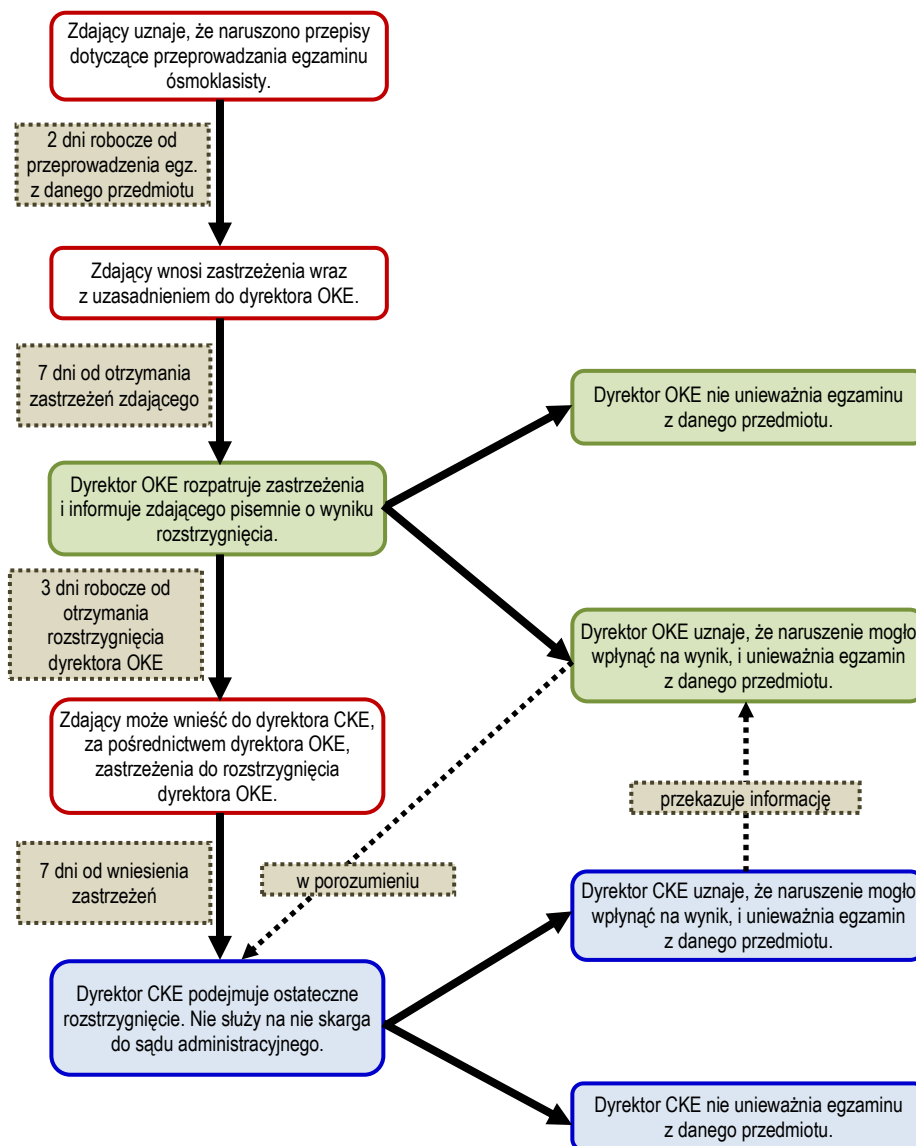 Zdający uznaje, że naruszono przepisy
dotyczące przeprowadzania egzaminu
ósmoklasisty.
2 dni robocze od
przeprowadzenia egz.
z danego przedmiotu
Zdający wnosi zastrzeżenia wraz
z uzasadnieniem do dyrektora OKE.
7 dni od otrzymania
zastrzeżeń zdającego
Dyrektor OKE nie unieważnia egzaminu
z danego przedmiotu.
Dyrektor OKE rozpatruje zastrzeżenia
i informuje zdającego pisemnie o wyniku
rozstrzygnięcia.
3 dni robocze od
otrzymania
rozstrzygnięcia
dyrektora OKE
Dyrektor OKE uznaje, że naruszenie mogło
wpłynąć na wynik, i unieważnia egzamin
z danego przedmiotu.
Zdający może wnieść do dyrektora CKE,
za pośrednictwem dyrektora OKE,
zastrzeżenia do rozstrzygnięcia
dyrektora OKE.
przekazuje informację
7 dni od wniesienia
zastrzeżeń
w porozumieniu
Dyrektor CKE uznaje, że naruszenie mogło
wpłynąć na wynik, i unieważnia egzamin
z danego przedmiotu.
Dyrektor CKE podejmuje ostateczne
rozstrzygnięcie. Nie służy na nie skarga
do sądu administracyjnego.
Dyrektor CKE nie unieważnia egzaminu
z danego przedmiotu.